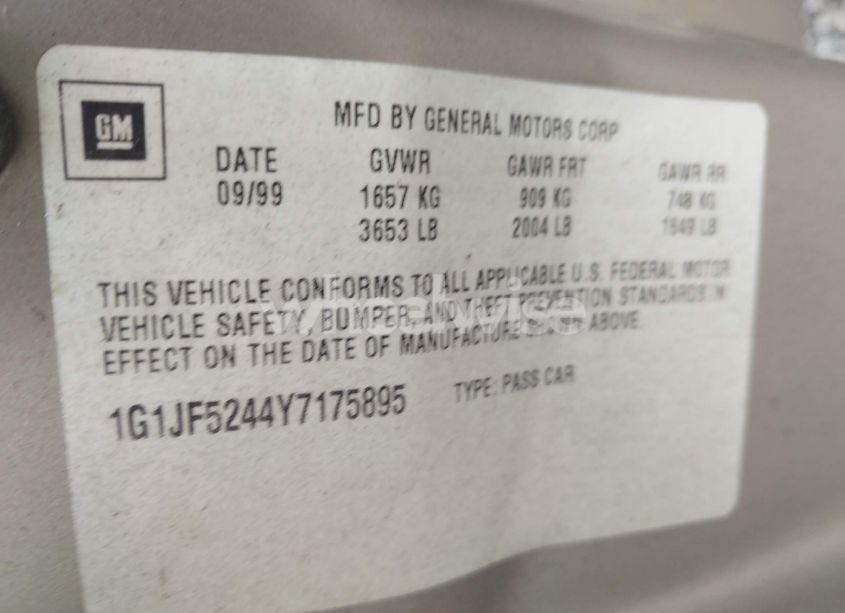 GM
MFD BY GENERAL MOTORS CORP
DATE GVWR GAWR FRT GAWR RR
09/99 1657 KG 909 KG 748 KG
3653 LB 2004 LB 1649 LB
THIS VEHICLE CONFORMS TO ALL APPLICABLE U.S. FEDERAL MOTOR
VEHICLE SAFETY, BUMPER, AND THEFT PREVENTION STANDARDS IN
EFFECT ON THE DATE OF MANUFACTURE SHOWN ABOVE.
1G1JF5244Y7175895 TYPE: PASS CAR